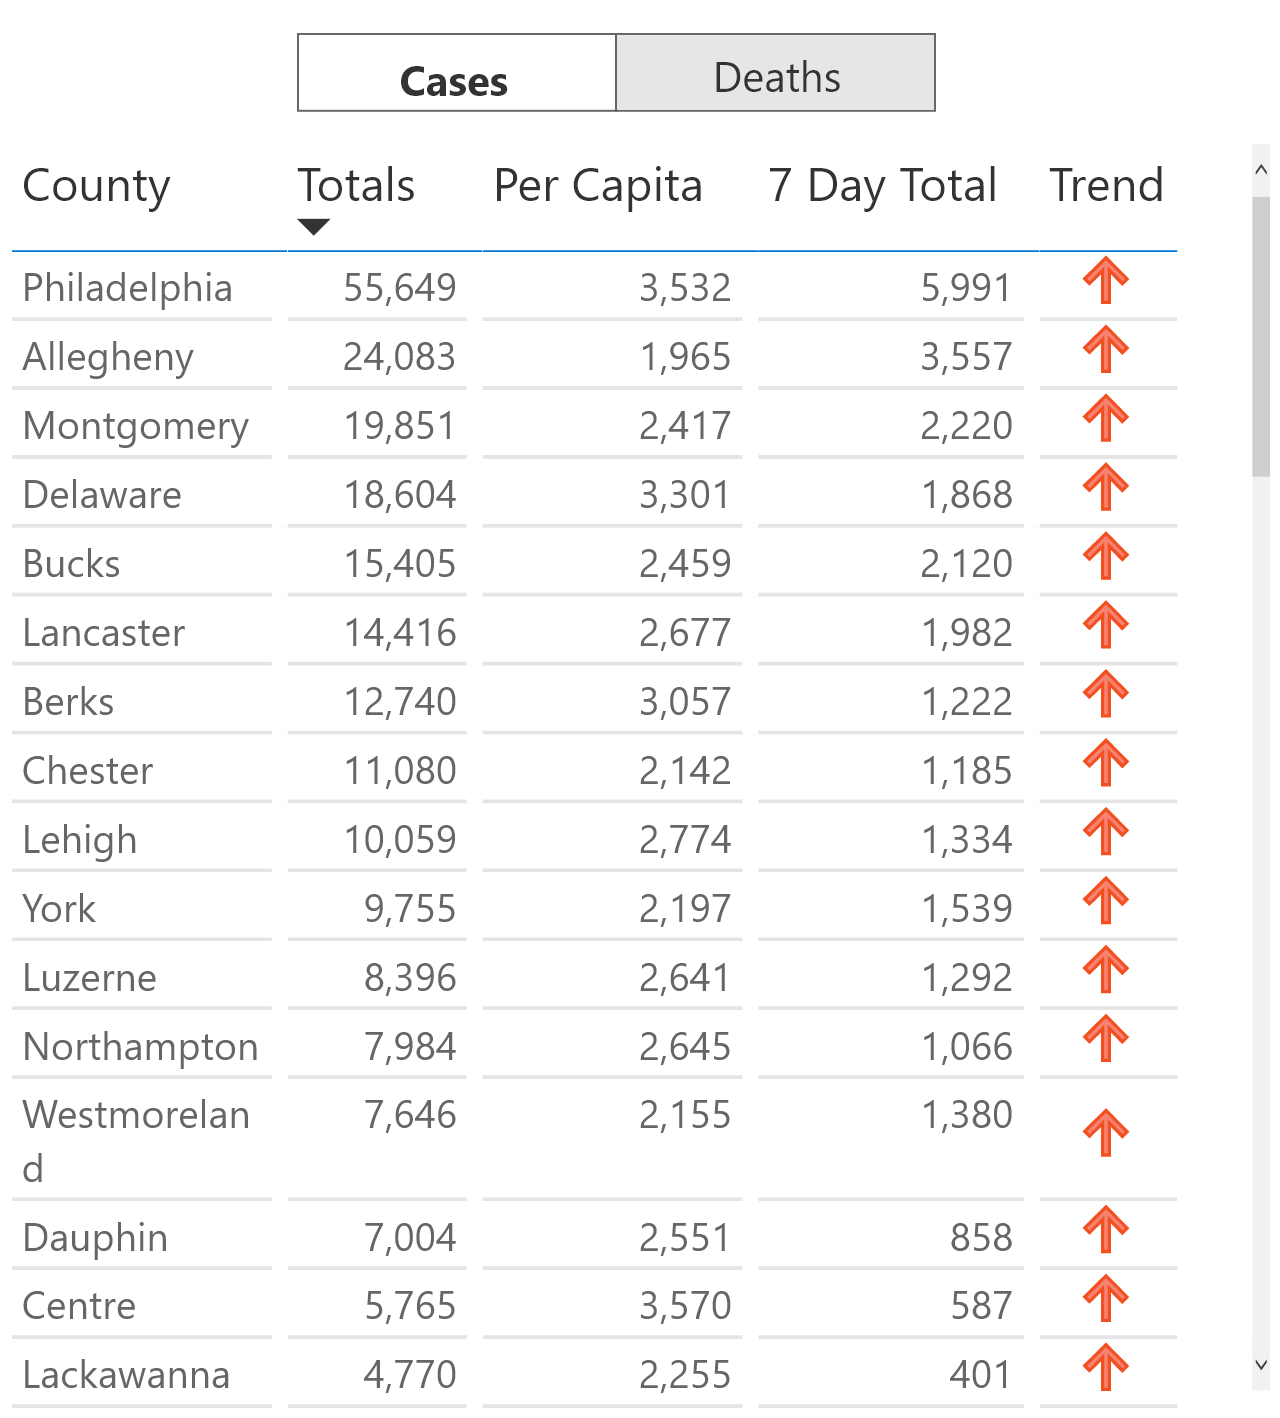 Cases Deaths
County Totals Per Capita 7 Day Total Trend
Philadelphia 55,649 3,532 5,991
Allegheny 24,083 1,965 3,557
Montgomery 19,851 2,417 2,220
Delaware 18,604 3,301 1,868
Bucks 15,405 2,459 2,120
Lancaster 14,416 2,677 1,982
Berks 12,740 3,057 1,222
Chester 11,080 2,142 1,185
Lehigh 10,059 2,774 1,334
York 9,755 2,197 1,539
Luzerne 8,396 2,641 1,292
Northampton 7,984 2,645 1,066
Westmorelan 7,646 2,155 1,380
d
Dauphin 7,004 2,551 858
Centre 5,765 3,570 587
Lackawanna 4,770 2,255 401